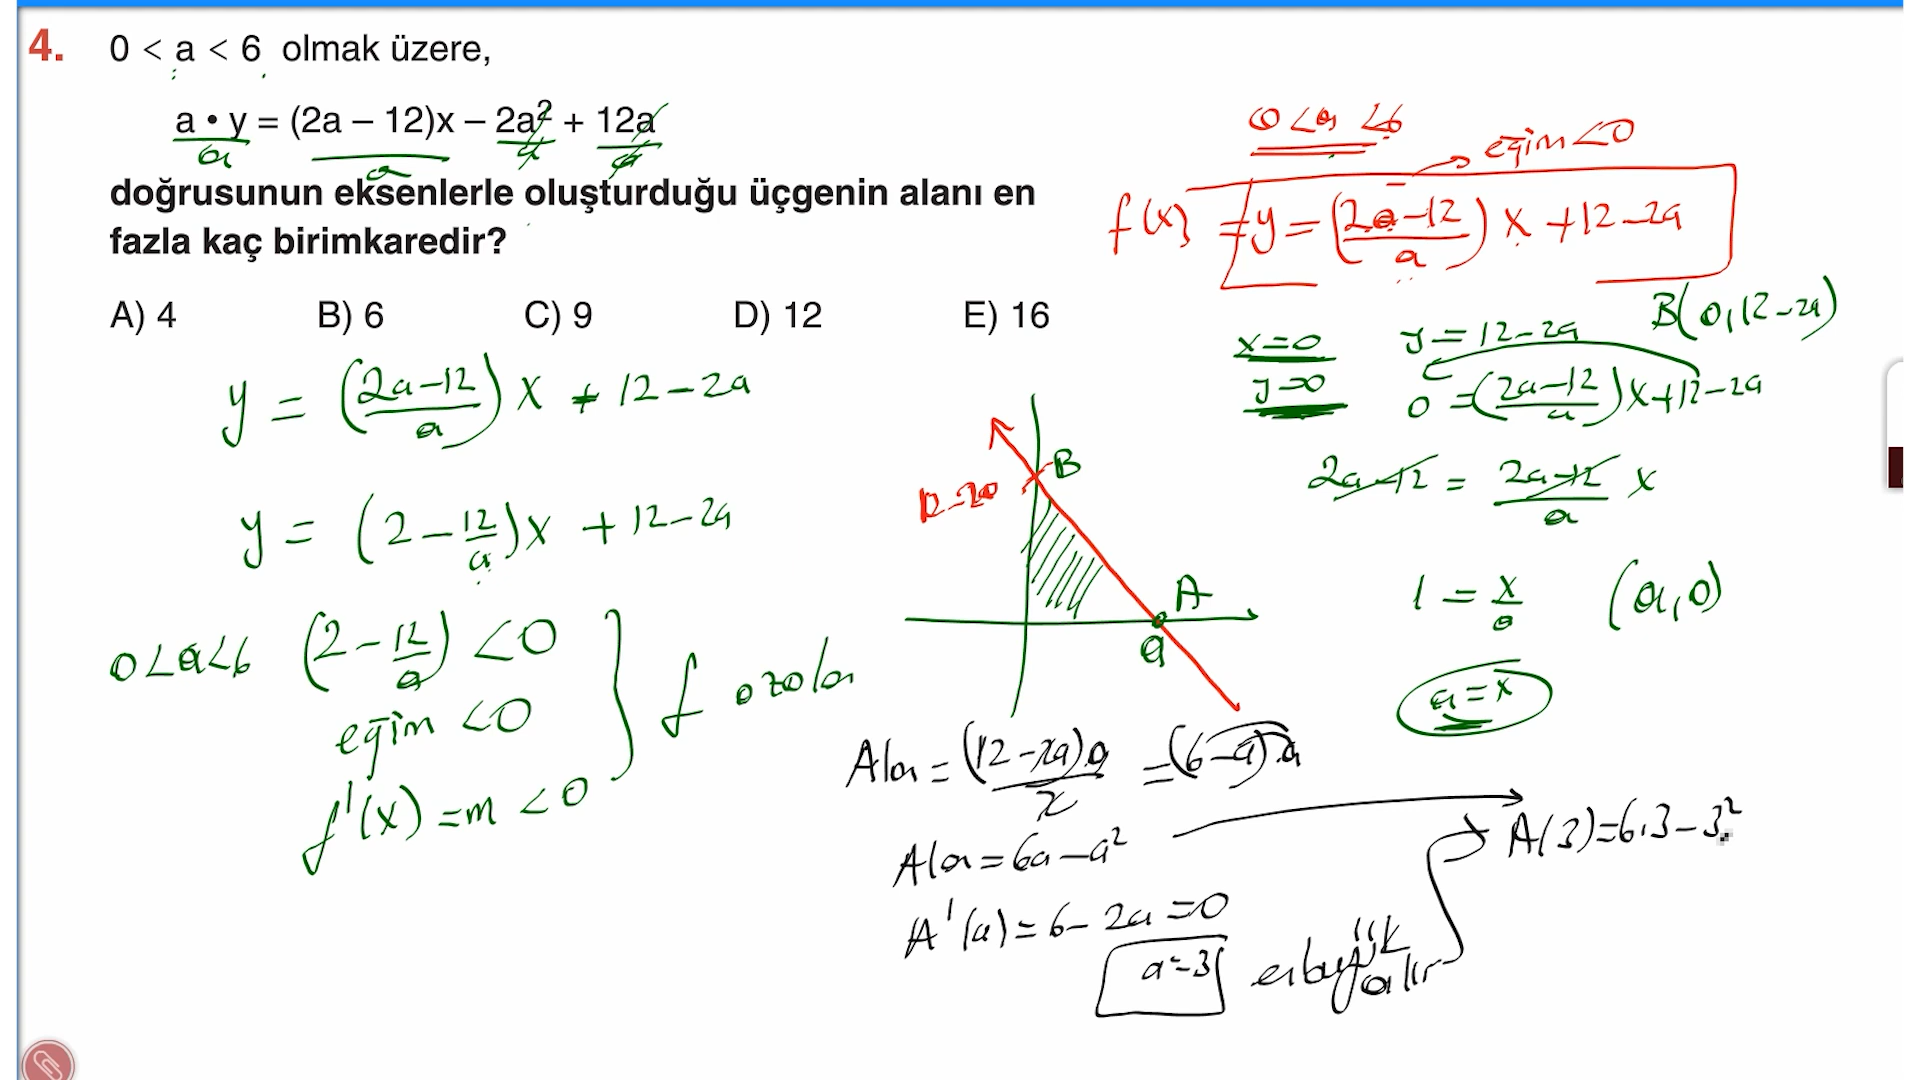 4. 0 < a < 6 olmak üzere,
a • y = (2a – 12)x – 2a² + 12a
a a a a
doğrusunun eksenlerle oluşturduğu üçgenin alanı en
fazla kaç birimkaredir?
A) 4 B) 6 C) 9 D) 12 E) 16
y = (2a-12/a) x + 12-2a
y = (2 - 12/a)x + 12-2a
0<a<6 (2 - 12/a) <0
eğim <0
f'(x) = m <0
f azalan
0<a<6
eğim<0
f(x) = y = (2a-12/a) x + 12-2a
B(0,12-2a)
x=0 y=12-2a
y=0 0 = (2a-12/a)x+12-2a
2a-12 = 2a-12/a x
1 = x/a (a,0)
a=x
B
12-2a
A
a
Alan = (12-2a).a/2 = (6-a).a
Alan = 6a-a²
A(3)=6.3-3²
A'(a) = 6-2a=0
a=3 en büyük
alır